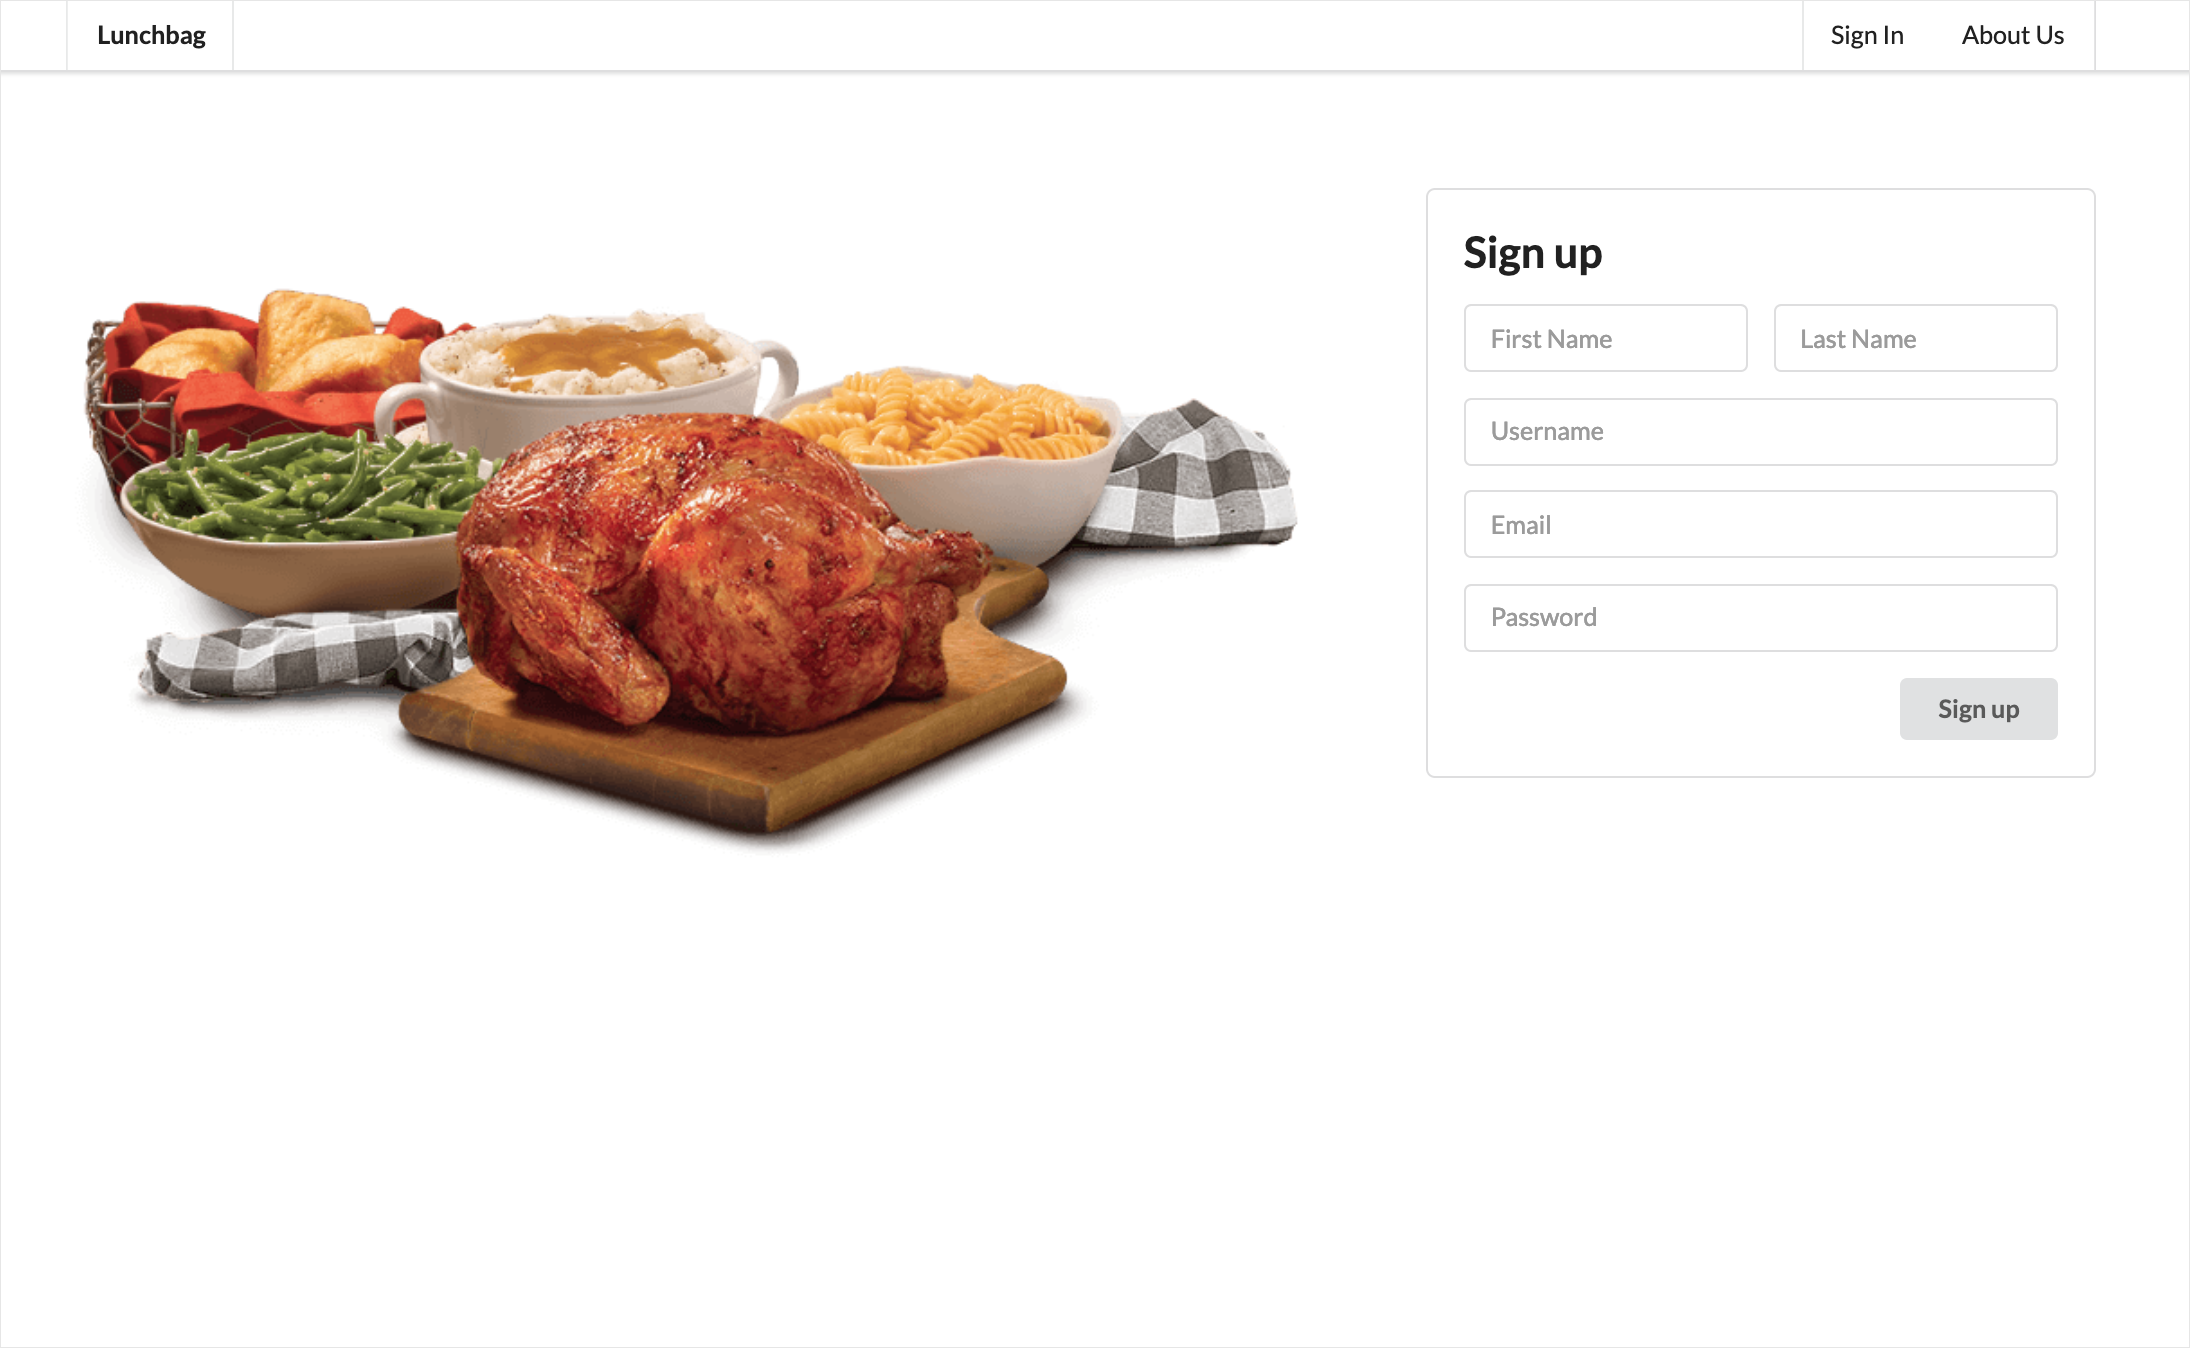 Lunchbag
Sign In
About Us
Sign up
First Name
Last Name
Username
Email
Password
Sign up